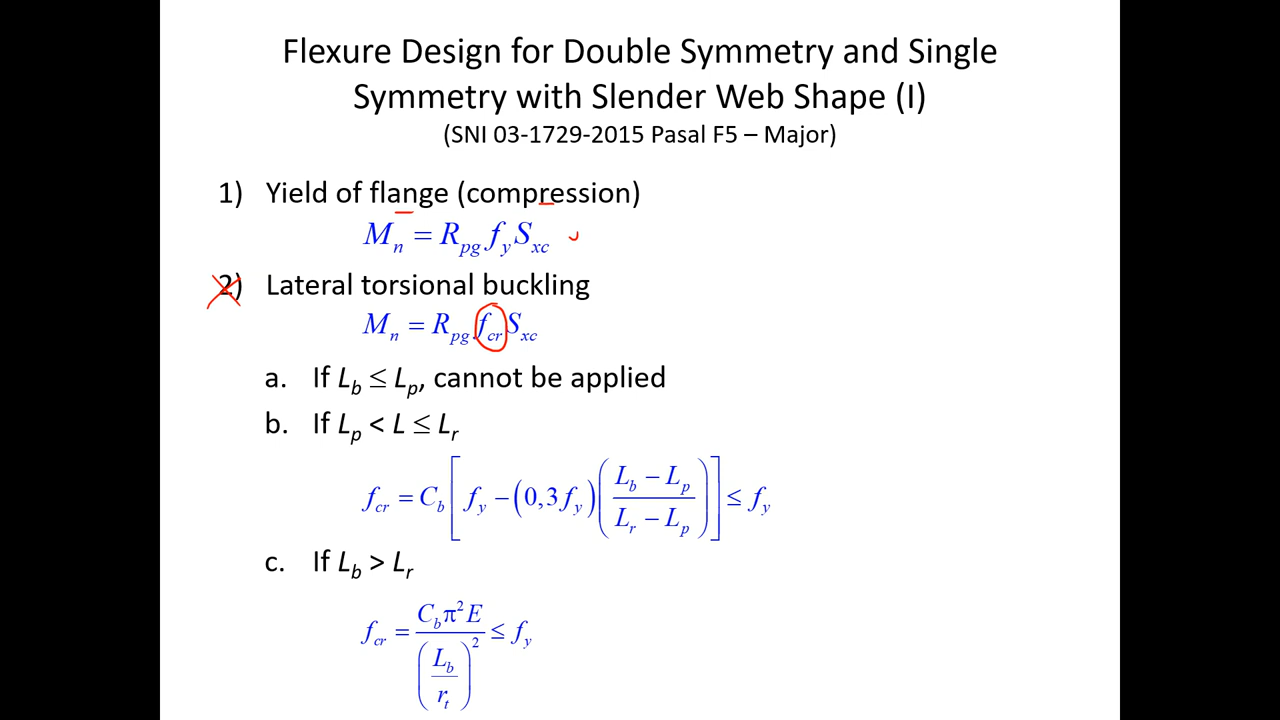 Flexure Design for Double Symmetry and Single
Symmetry with Slender Web Shape (I)
(SNI 03-1729-2015 Pasal F5 – Major)
1) Yield of flange (compression)
Mn = Rpg fy Sxc
2) Lateral torsional buckling
Mn = Rpg fcr Sxc
a. If Lb ≤ Lp, cannot be applied
b. If Lp < L ≤ Lr
fcr = Cb [ fy − (0,3fy) ( (Lb − Lp) / (Lr − Lp) ) ] ≤ fy
c. If Lb > Lr
fcr = Cb π² E / (Lb / rt)² ≤ fy